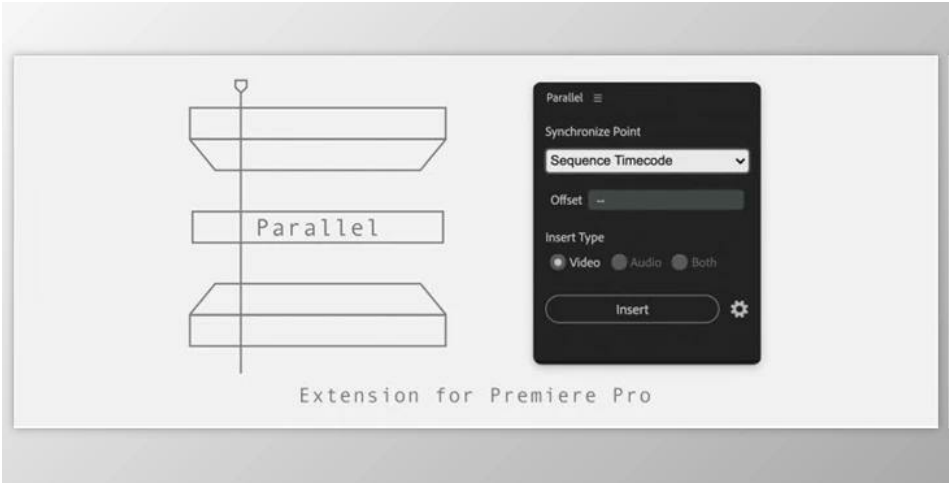 Parallel
Extension for Premiere Pro
Parallel
Synchronize Point
Sequence Timecode
Offset --
Insert Type
Video Audio Both
Insert